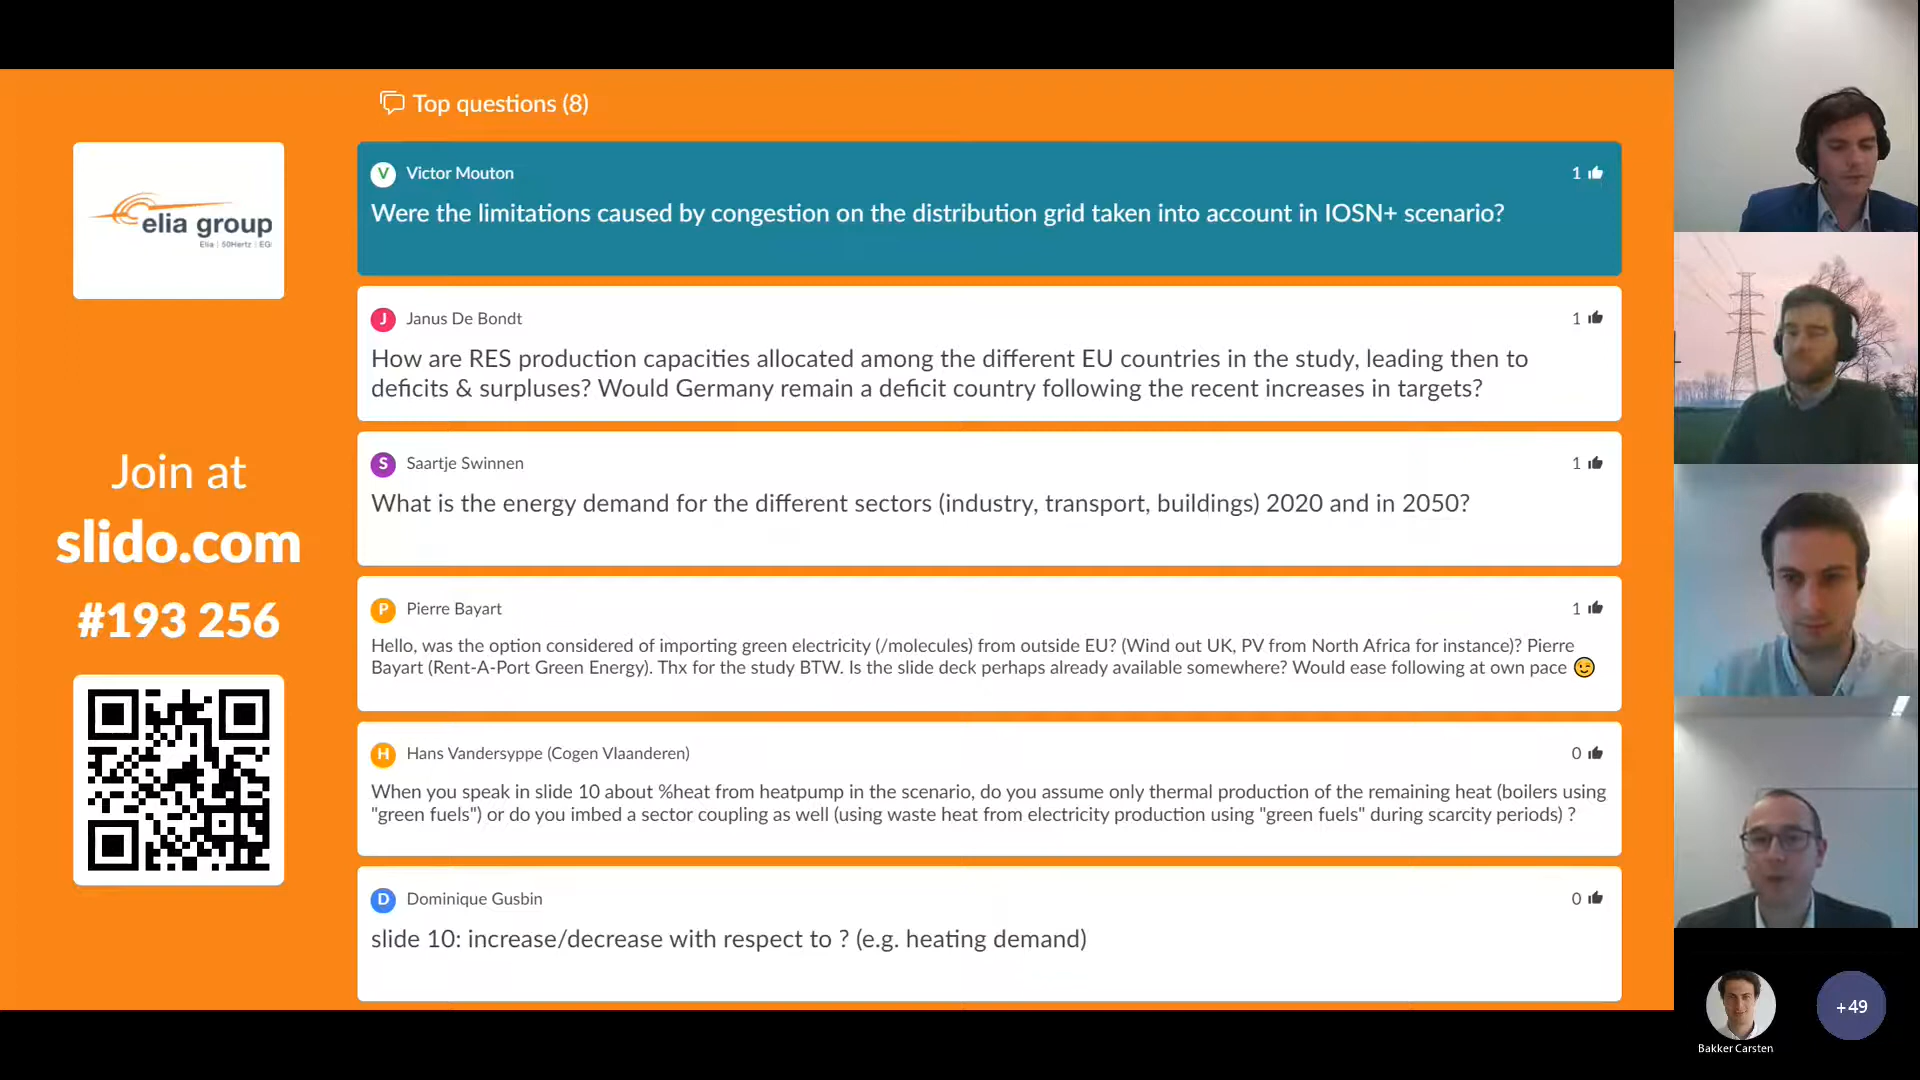 Top questions (8)
elia group
Elia | 50Hertz | EGI
Join at
slido.com
#193 256
V Victor Mouton 1
Were the limitations caused by congestion on the distribution grid taken into account in IOSN+ scenario?
J Janus De Bondt 1
How are RES production capacities allocated among the different EU countries in the study, leading then to
deficits & surpluses? Would Germany remain a deficit country following the recent increases in targets?
S Saartje Swinnen 1
What is the energy demand for the different sectors (industry, transport, buildings) 2020 and in 2050?
P Pierre Bayart 1
Hello, was the option considered of importing green electricity (/molecules) from outside EU? (Wind out UK, PV from North Africa for instance)? Pierre
Bayart (Rent-A-Port Green Energy). Thx for the study BTW. Is the slide deck perhaps already available somewhere? Would ease following at own pace 😉
H Hans Vandersyppe (Cogen Vlaanderen) 0
When you speak in slide 10 about %heat from heatpump in the scenario, do you assume only thermal production of the remaining heat (boilers using
"green fuels") or do you imbed a sector coupling as well (using waste heat from electricity production using "green fuels" during scarcity periods) ?
D Dominique Gusbin 0
slide 10: increase/decrease with respect to ? (e.g. heating demand)
+49
Bakker Carsten